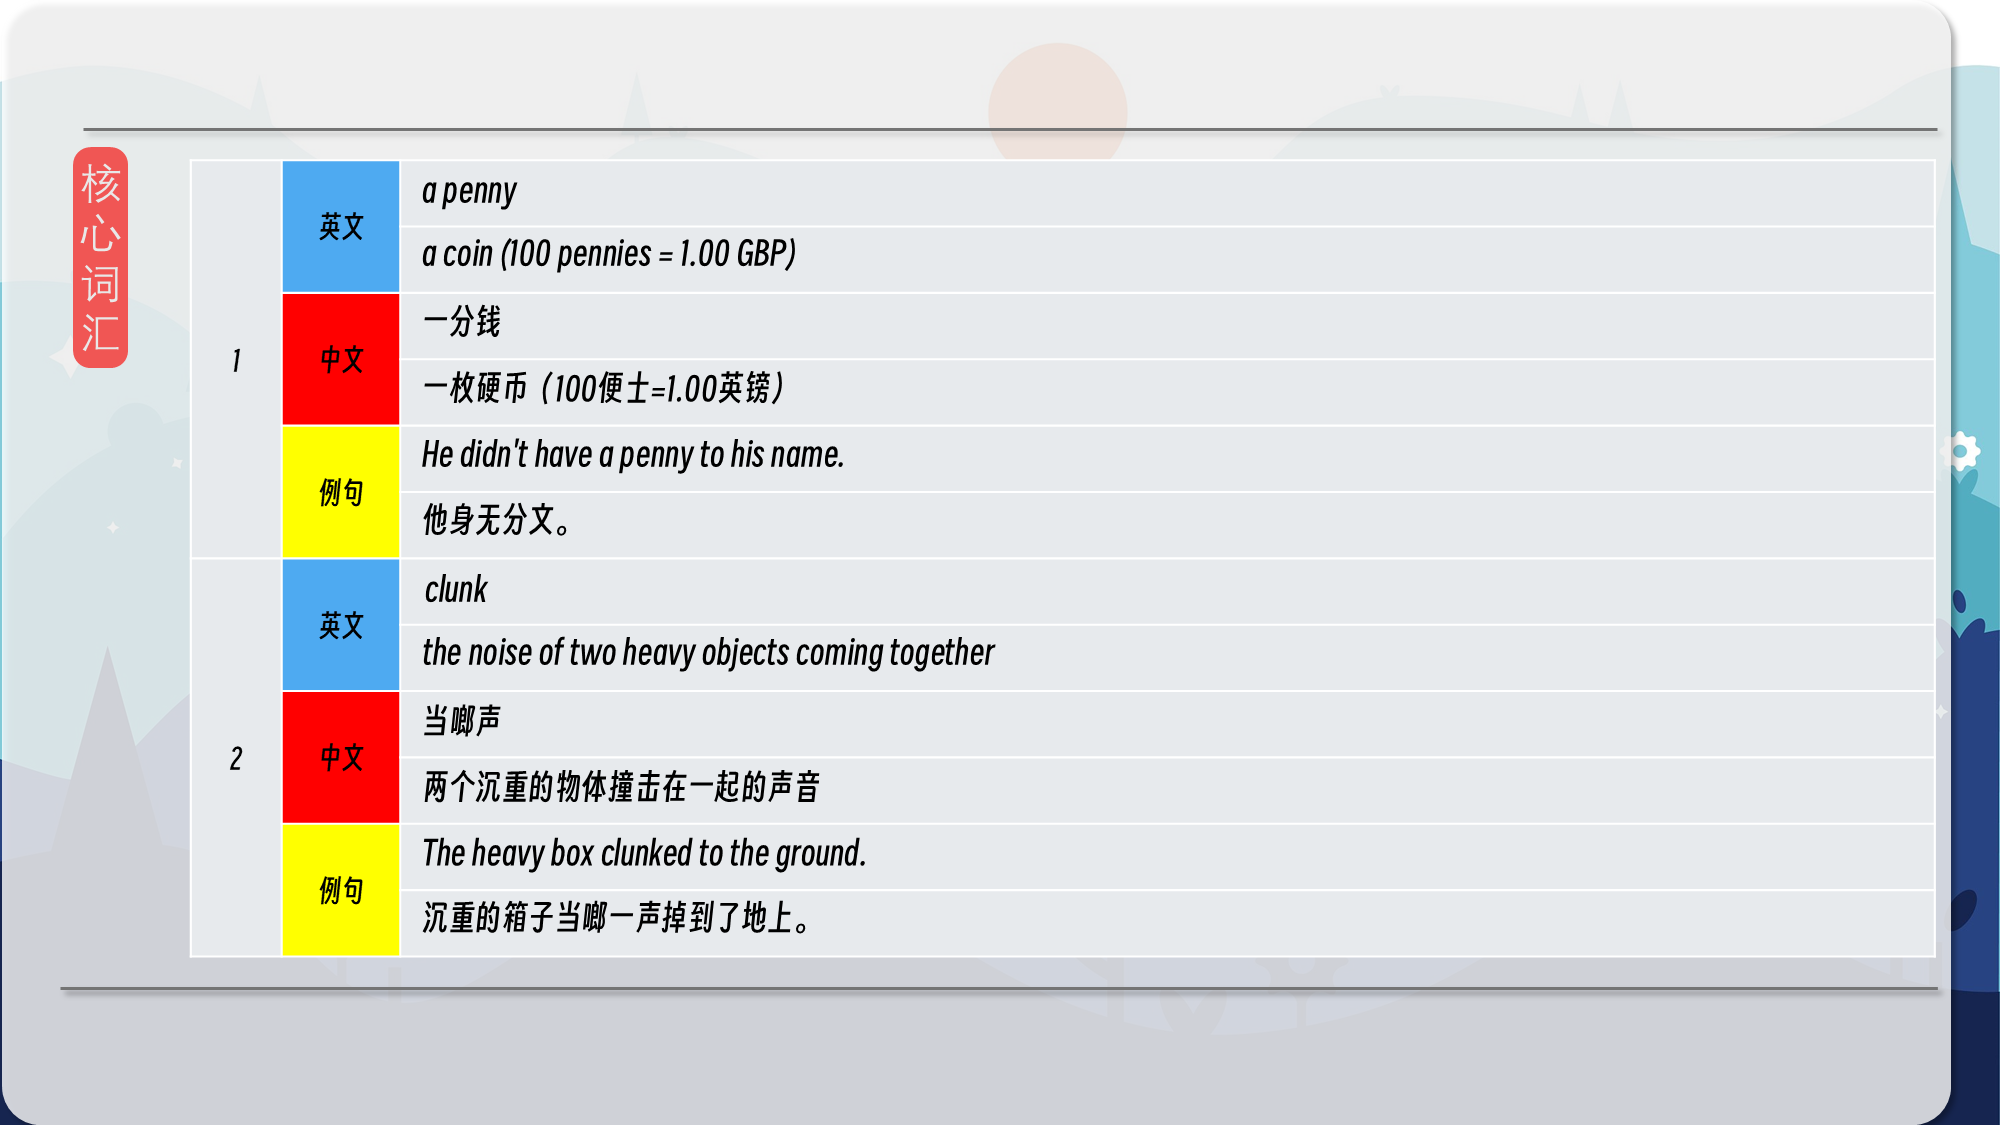 核心词汇
1
英文
a penny
a coin (100 pennies = 1.00 GBP)
中文
一分钱
一枚硬币（100便士=1.00英镑）
例句
He didn't have a penny to his name.
他身无分文。
2
英文
clunk
the noise of two heavy objects coming together
中文
当啷声
两个沉重的物体撞击在一起的声音
例句
The heavy box clunked to the ground.
沉重的箱子当啷一声掉到了地上。